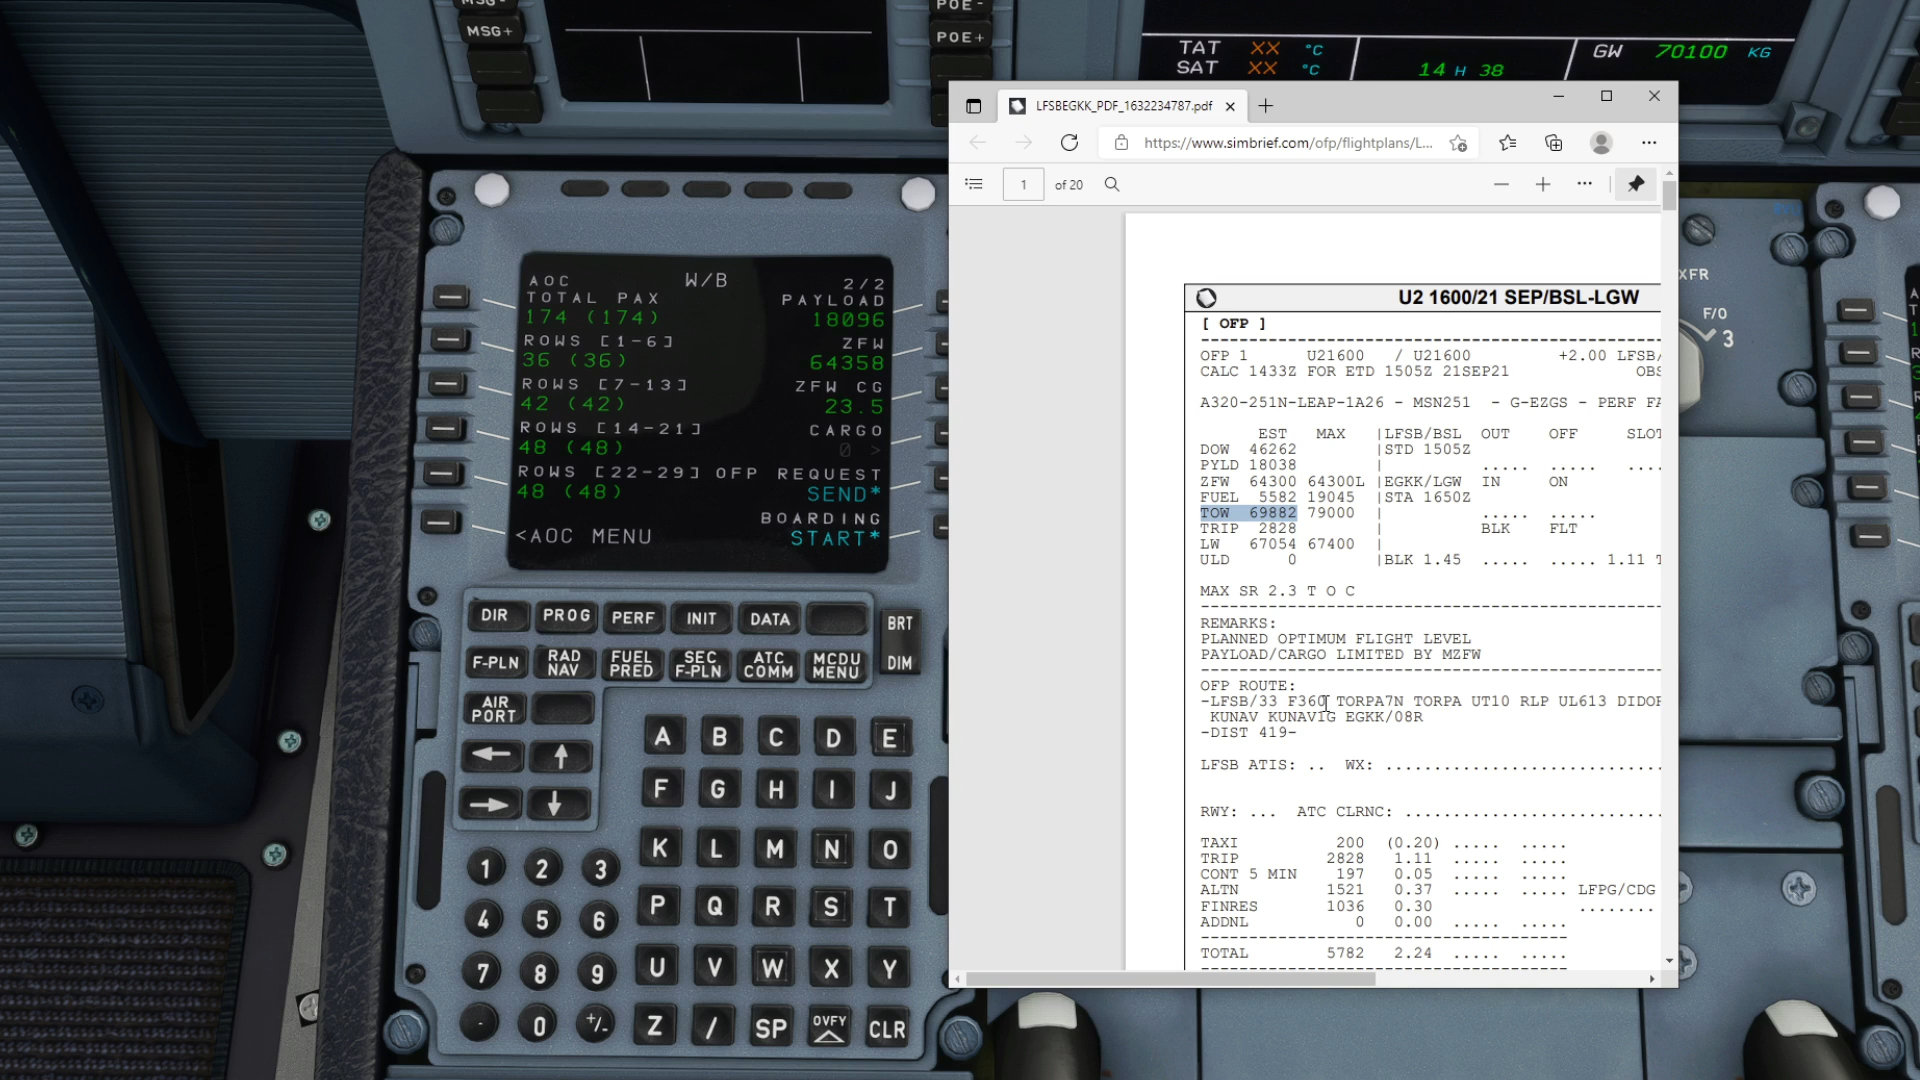 MSG-
MSG+
POE-
POE+
TAT XX °C
SAT XX °C
14 H 38
GW 70100 KG
LFSBEGKK_PDF_1632234787.pdf
https://www.simbrief.com/ofp/flightplans/L...
1 of 20
AOC W/B 2/2
TOTAL PAX PAYLOAD
174 (174) 18096
ROWS [1-6] ZFW
36 (36) 64358
ROWS [7-13] ZFW CG
42 (42) 23.5
ROWS [14-21] CARGO
48 (48) 0 >
ROWS [22-29] OFP REQUEST
48 (48) SEND*
BOARDING
<AOC MENU START*
DIR PROG PERF INIT DATA
BRT
DIM
F-PLN RAD NAV FUEL PRED SEC F-PLN ATC COMM MCDU MENU
AIR PORT
A B C D E
F G H I J
K L M N O
P Q R S T
U V W X Y
Z / SP OVFY CLR
1 2 3
4 5 6
7 8 9
. 0 +/-
U2 1600/21 SEP/BSL-LGW
[ OFP ]
--------------------------------------------------------------------
OFP 1 U21600 / U21600 +2.00 LFSB/
CALC 1433Z FOR ETD 1505Z 21SEP21 OBS
A320-251N-LEAP-1A26 - MSN251 - G-EZGS - PERF FA
EST MAX |LFSB/BSL OUT OFF SLOT
DOW 46262 |STD 1505Z
PYLD 18038 | ..... ..... ....
ZFW 64300 64300L |EGKK/LGW IN ON
FUEL 5582 19045 |STA 1650Z
TOW 69882 79000 | ..... .....
TRIP 2828 | BLK FLT
LW 67054 67400 |
ULD 0 |BLK 1.45 ..... ..... 1.11 T
MAX SR 2.3 T O C
--------------------------------------------------------------------
REMARKS:
PLANNED OPTIMUM FLIGHT LEVEL
PAYLOAD/CARGO LIMITED BY MZFW
--------------------------------------------------------------------
OFP ROUTE:
-LFSB/33 F360 TORPA7N TORPA UT10 RLP UL613 DIDOR
KUNAV KUNAV1G EGKK/08R
-DIST 419-
LFSB ATIS: .. WX: ..............................
RWY: ... ATC CLRNC: ............................
TAXI 200 (0.20) ..... .....
TRIP 2828 1.11 ..... .....
CONT 5 MIN 197 0.05 ..... .....
ALTN 1521 0.37 ..... ..... LFPG/CDG
FINRES 1036 0.30 ........
ADDNL 0 0.00 ..... .....
------------------------------------------------
TOTAL 5782 2.24 ..... .....
XFR
F/O
3